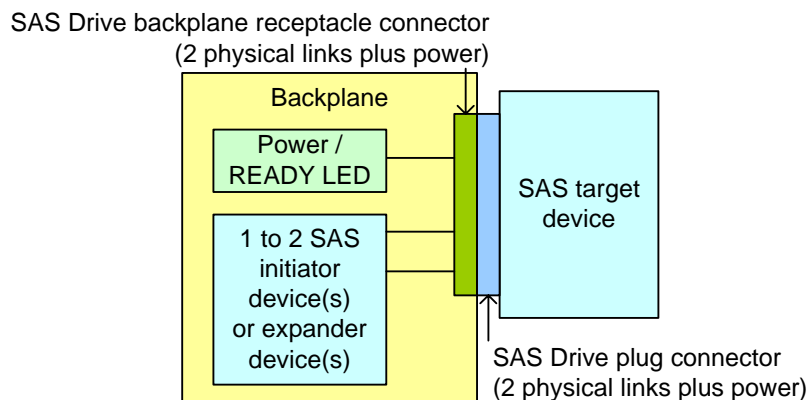 SAS Drive backplane receptacle connector
(2 physical links plus power)
Backplane
Power /
READY LED
SAS target
device
1 to 2 SAS
initiator
device(s)
or expander
device(s)
SAS Drive plug connector
(2 physical links plus power)